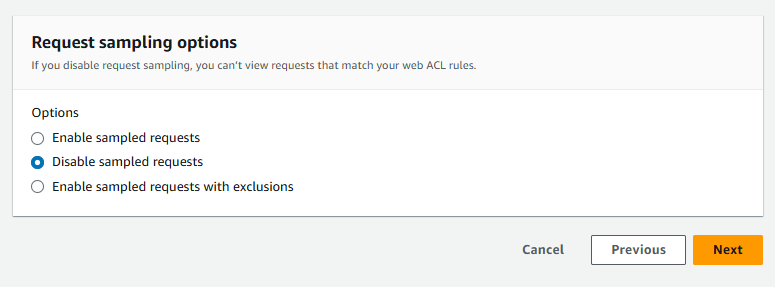 Request sampling options
If you disable request sampling, you can't view requests that match your web ACL rules.
Options
Enable sampled requests
Disable sampled requests
Enable sampled requests with exclusions
Cancel Previous Next